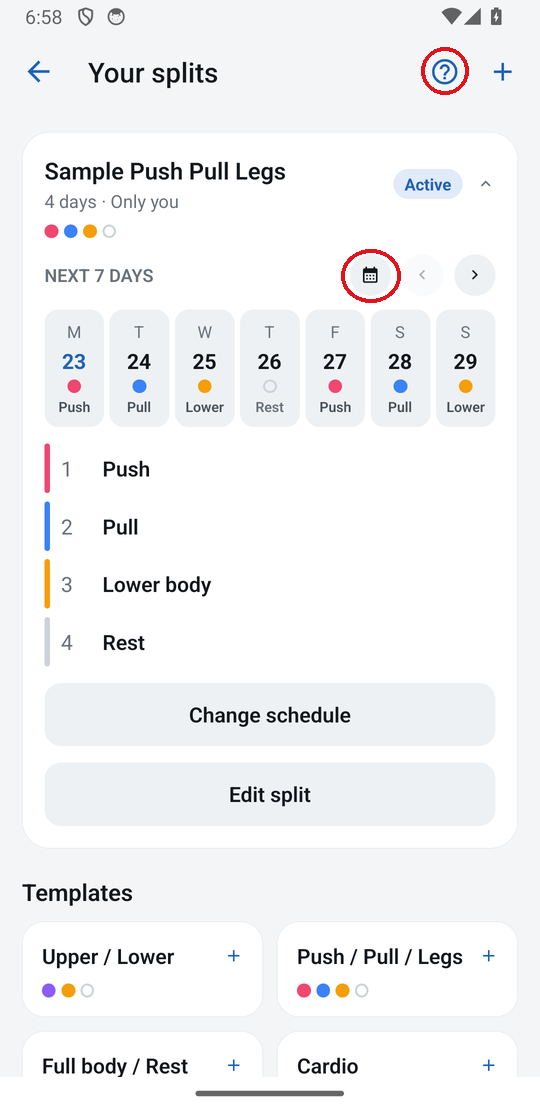 6:58
Your splits
Sample Push Pull Legs
Active
4 days · Only you
NEXT 7 DAYS
M T W T F S S
23 24 25 26 27 28 29
Push Pull Lower Rest Push Pull Lower
1 Push
2 Pull
3 Lower body
4 Rest
Change schedule
Edit split
Templates
Upper / Lower + Push / Pull / Legs +
Full body / Rest + Cardio +